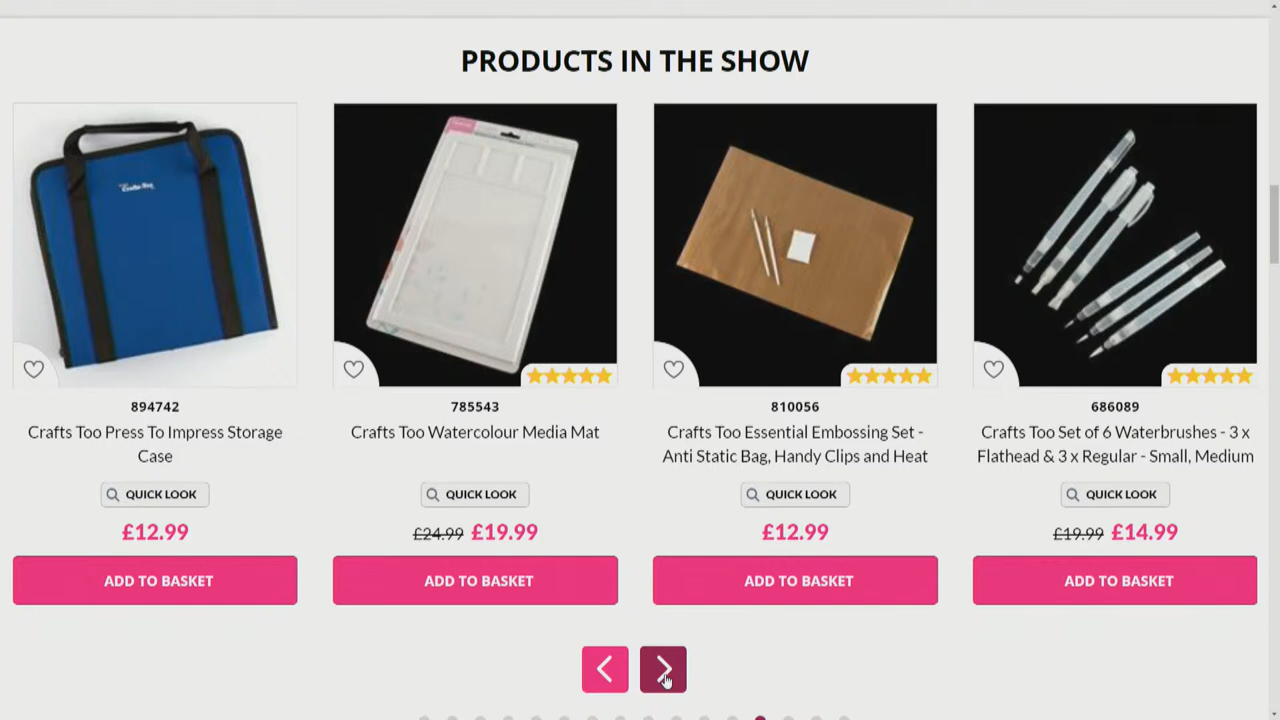 PRODUCTS IN THE SHOW
894742
Crafts Too Press To Impress Storage
Case
QUICK LOOK
£12.99
ADD TO BASKET
785543
Crafts Too Watercolour Media Mat
QUICK LOOK
£24.99 £19.99
ADD TO BASKET
810056
Crafts Too Essential Embossing Set -
Anti Static Bag, Handy Clips and Heat
QUICK LOOK
£12.99
ADD TO BASKET
686089
Crafts Too Set of 6 Waterbrushes - 3 x
Flathead & 3 x Regular - Small, Medium
QUICK LOOK
£19.99 £14.99
ADD TO BASKET